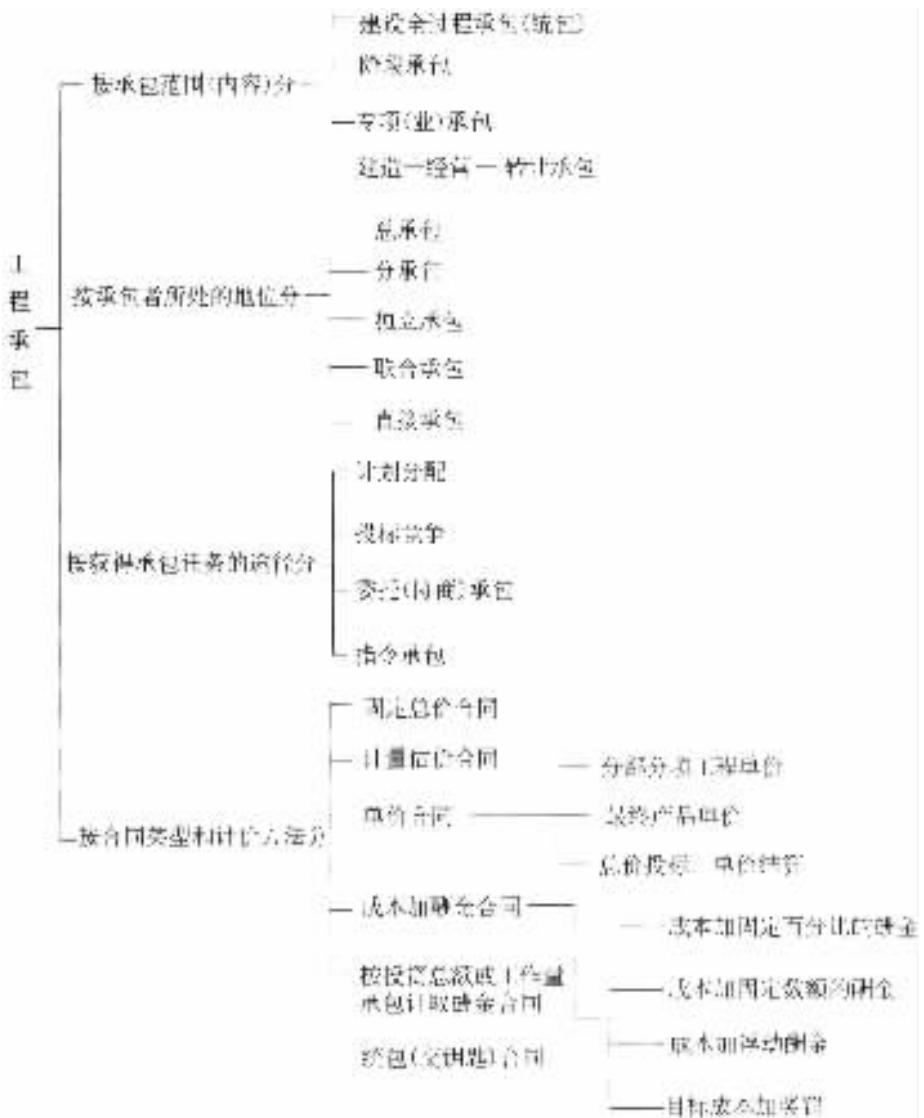 建设全过程承包(统包)
阶段承包
按承包范围(内容)分
专项(业)承包
建造—经营—转让承包
总承包
工程承包
分承包
按承包者所处的地位分
独立承包
联合承包
直接承包
计划分配
投标竞争
按获得承包任务的途径分
委托(协商)承包
指令承包
固定总价合同
计量估价合同
分部分项工程单价
单价合同
最终产品单价
按合同类型和计价方法分
总价投标 单价结算
成本加酬金合同
成本加固定百分比的酬金
按投资总额或工作量
承包计取酬金合同
成本加固定数额的酬金
统包(交钥匙)合同
成本加浮动酬金
目标成本加奖罚